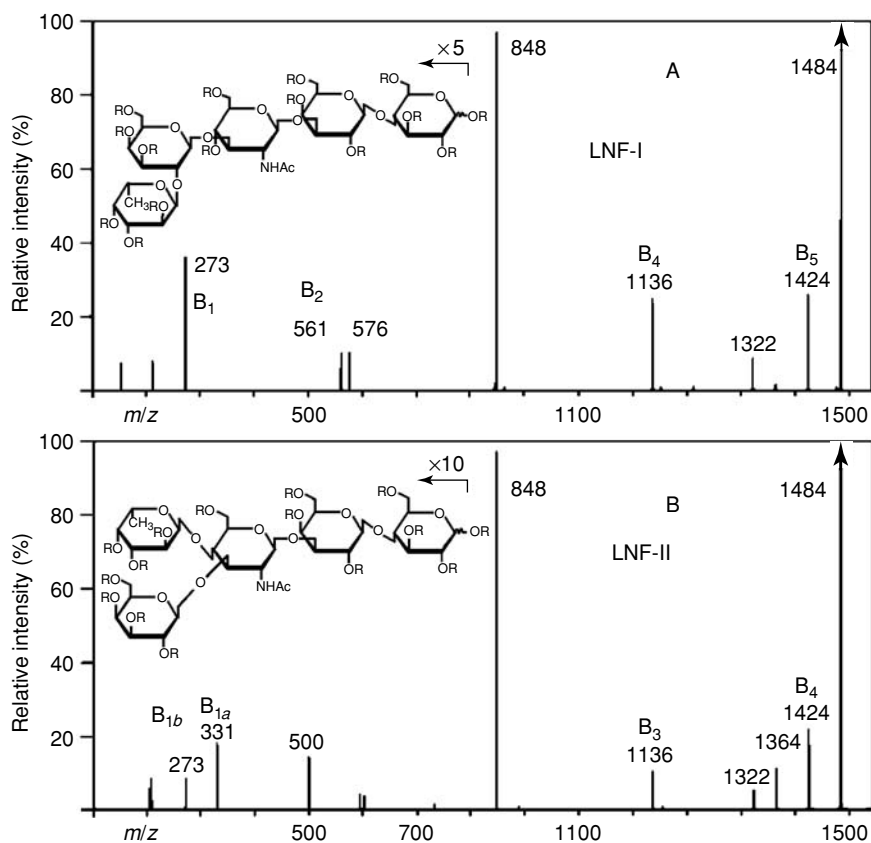 100
80
60
40
20
Relative intensity (%)
×5
848
A
1484
LNF-I
RO
RO
RO
RO
RO
RO
RO
RO
OR
OR
OR
OR
OR
OR
O
O
O
O
O
O
O
O
O
RO
NHAc
CH₃
RO
RO
OR
273
B₁
B₂
561
576
B₄
1136
1322
B₅
1424
m/z
500
1100
1500
100
80
60
40
20
Relative intensity (%)
×10
848
B
1484
LNF-II
RO
RO
RO
RO
RO
OR
OR
OR
OR
CH₃
RO
RO
OR
O
O
O
O
O
O
O
O
O
NHAc
RO
RO
OR
OR
B₁b
273
B₁a
331
500
B₃
1136
1322
1364
B₄
1424
m/z
500
700
1100
1500